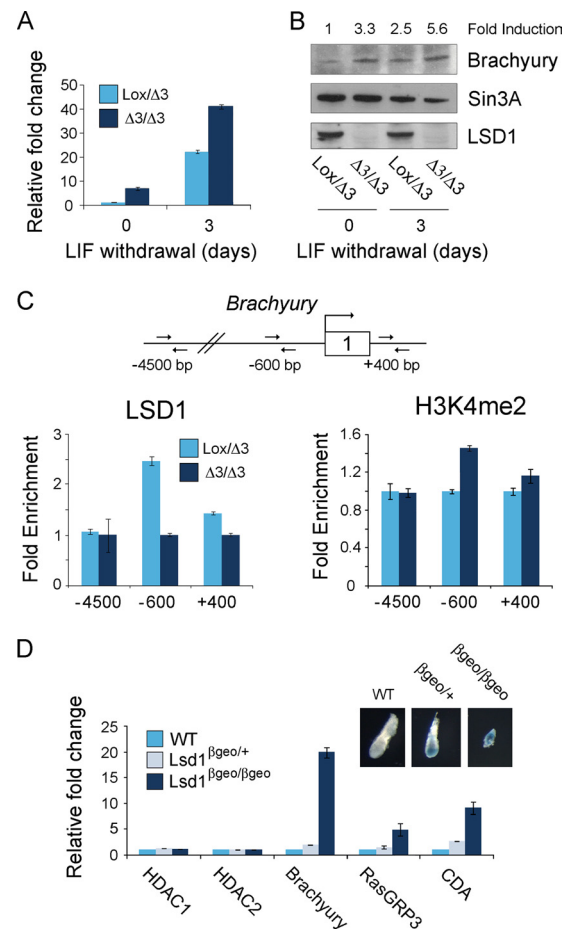 A
Relative fold change
50
40
30
20
10
0
Lox/Δ3
Δ3/Δ3
0 3
LIF withdrawal (days)
B
1 3.3 2.5 5.6 Fold Induction
Brachyury
Sin3A
LSD1
Lox/Δ3 Δ3/Δ3 Lox/Δ3 Δ3/Δ3
0 3
LIF withdrawal (days)
C
Brachyury
1
-4500 bp -600 bp +400 bp
LSD1
Fold Enrichment
3
2
1
0
Lox/Δ3
Δ3/Δ3
-4500 -600 +400
H3K4me2
Fold Enrichment
1.6
1.2
0.8
0.4
0
-4500 -600 +400
D
Relative fold change
25
20
15
10
5
0
WT
Lsd1βgeo/+
Lsd1βgeo/βgeo
WT βgeo/+ βgeo/βgeo
HDAC1 HDAC2 Brachyury RasGRP3 CDA